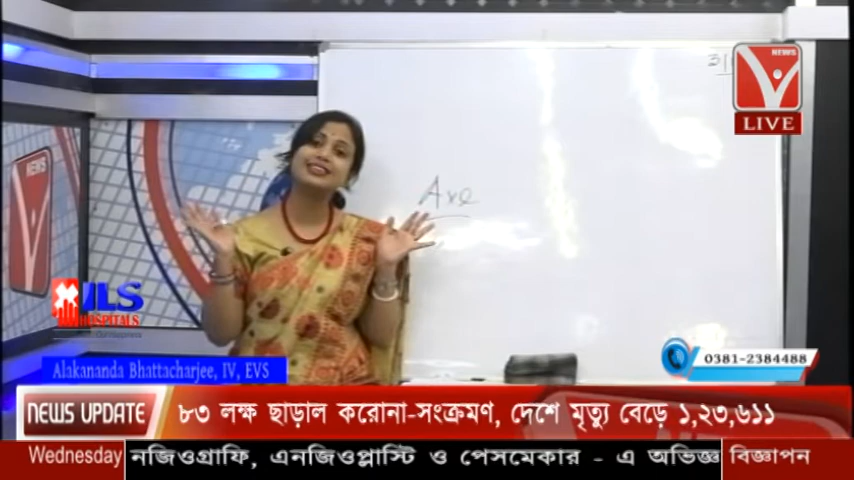 NEWS
LIVE
NEWS
Axe
ILS
HOSPITALS
Alakananda Bhattacharjee, IV, EVS
0381-2384488
NEWS UPDATE
৮৩ লক্ষ ছাড়াল করোনা-সংক্রমণ, দেশে মৃত্যু বেড়ে ১,২৩,৬১১
Wednesday
নজিওগ্রাফি, এনজিওপ্লাস্টি ও পেসমেকার - এ অভিজ্ঞ
বিজ্ঞাপন